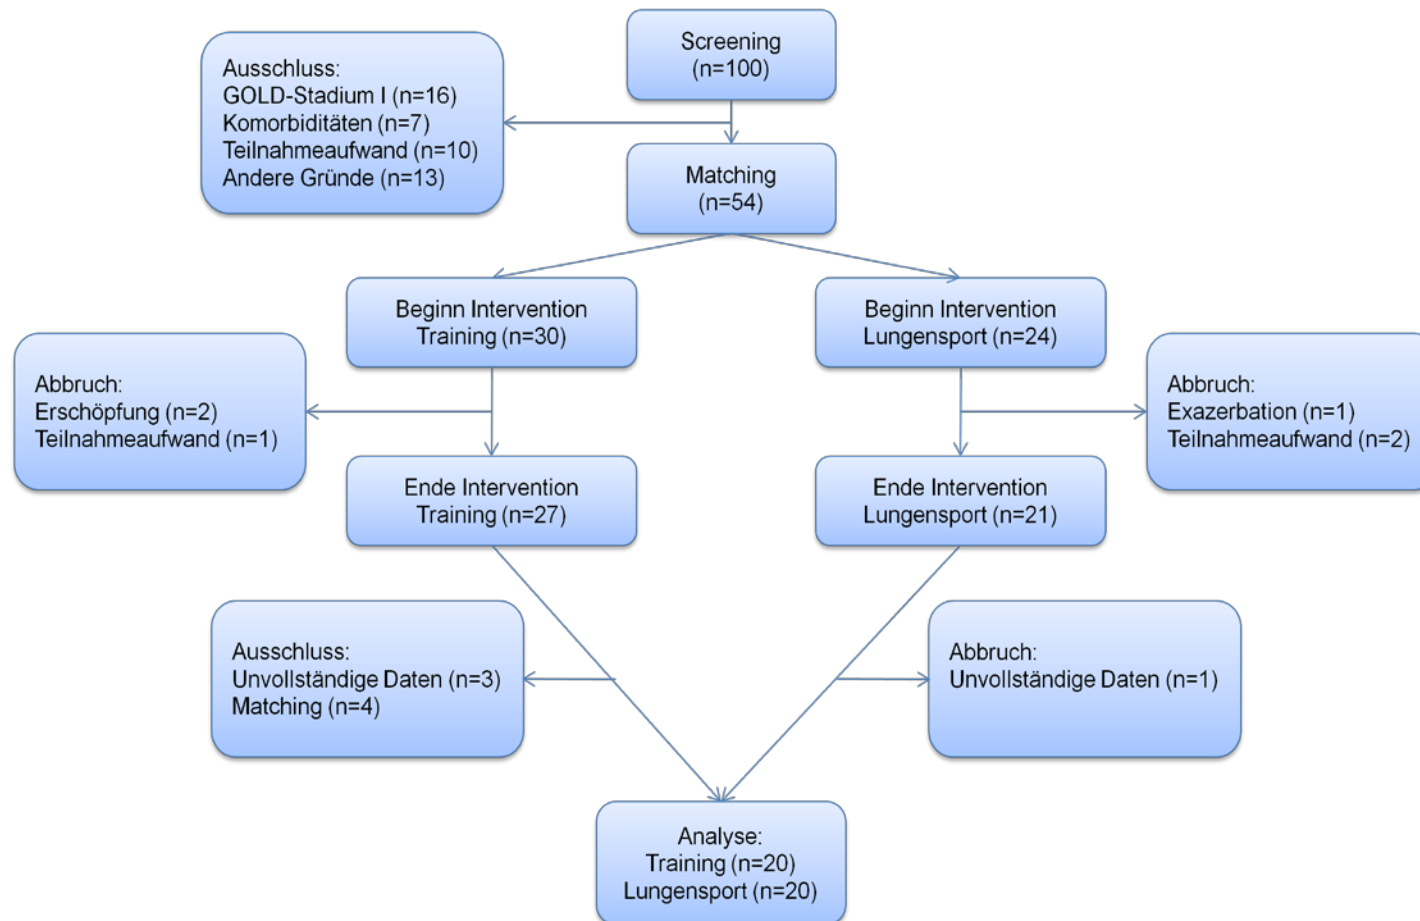 Screening
(n=100)
Ausschluss:
GOLD-Stadium I (n=16)
Komorbiditäten (n=7)
Teilnahmeaufwand (n=10)
Andere Gründe (n=13)
Matching
(n=54)
Beginn Intervention
Training (n=30)
Beginn Intervention
Lungensport (n=24)
Abbruch:
Erschöpfung (n=2)
Teilnahmeaufwand (n=1)
Abbruch:
Exazerbation (n=1)
Teilnahmeaufwand (n=2)
Ende Intervention
Training (n=27)
Ende Intervention
Lungensport (n=21)
Ausschluss:
Unvollständige Daten (n=3)
Matching (n=4)
Abbruch:
Unvollständige Daten (n=1)
Analyse:
Training (n=20)
Lungensport (n=20)